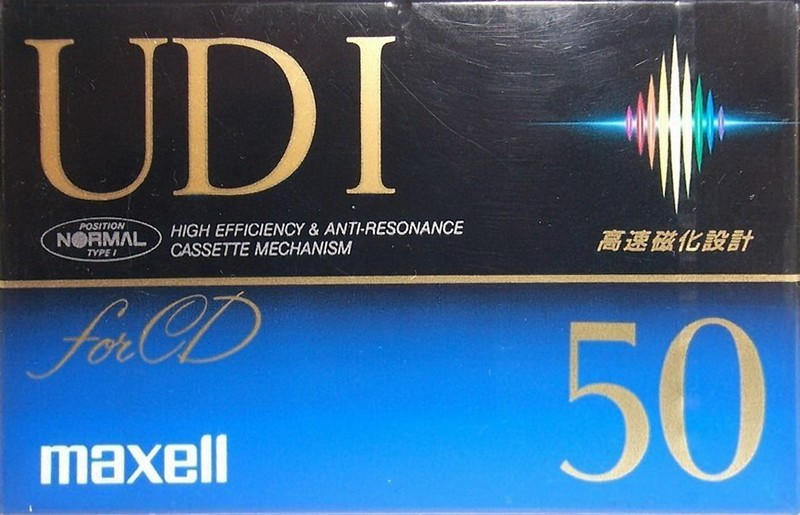 UDI
POSITION
NORMAL
TYPE I
HIGH EFFICIENCY & ANTI-RESONANCE
CASSETTE MECHANISM
高速磁化設計
for CD
50
maxell